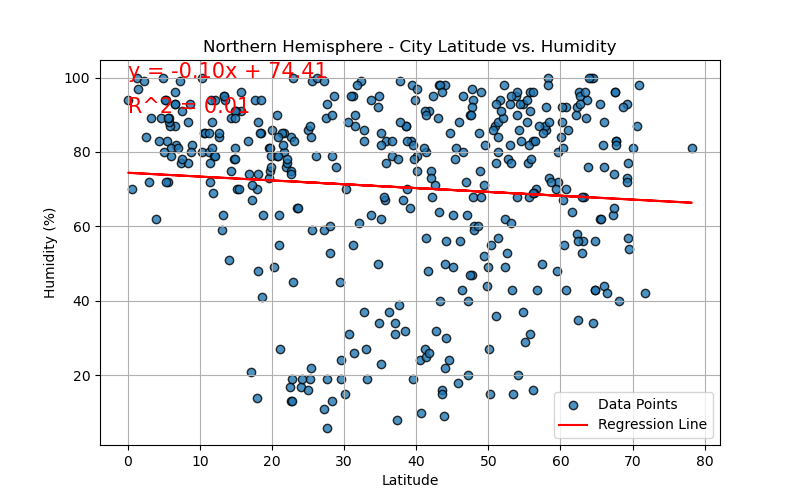 Northern Hemisphere - City Latitude vs. Humidity
y = -0.10x + 74.41
R^2 = 0.01
Humidity (%)
100
80
60
40
20
0
10
20
30
40
50
60
70
80
Latitude
Data Points
Regression Line